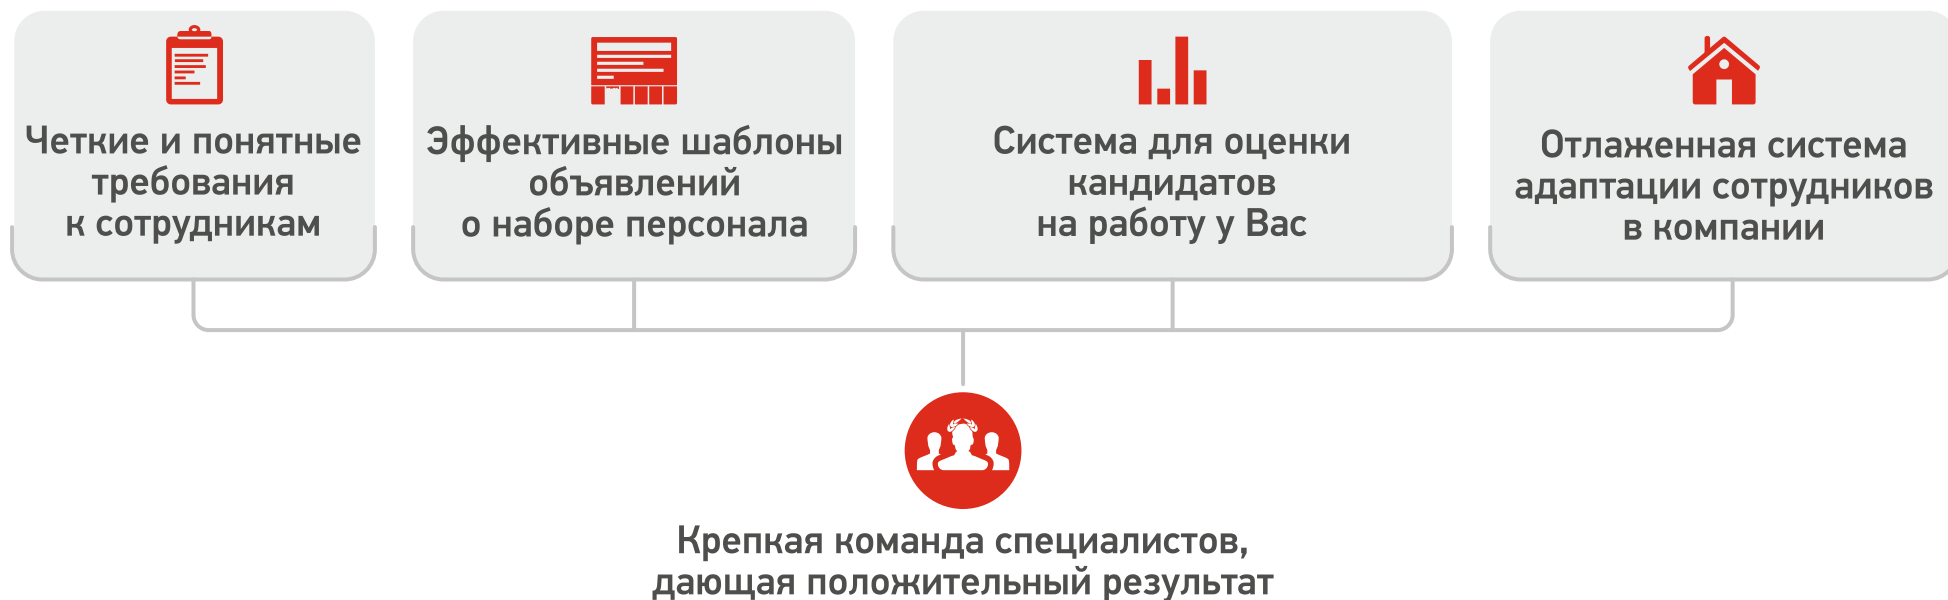 Четкие и понятные
требования
к сотрудникам
Эффективные шаблоны
объявлений
о наборе персонала
Система для оценки
кандидатов
на работу у Вас
Отлаженная система
адаптации сотрудников
в компании
Крепкая команда специалистов,
дающая положительный результат